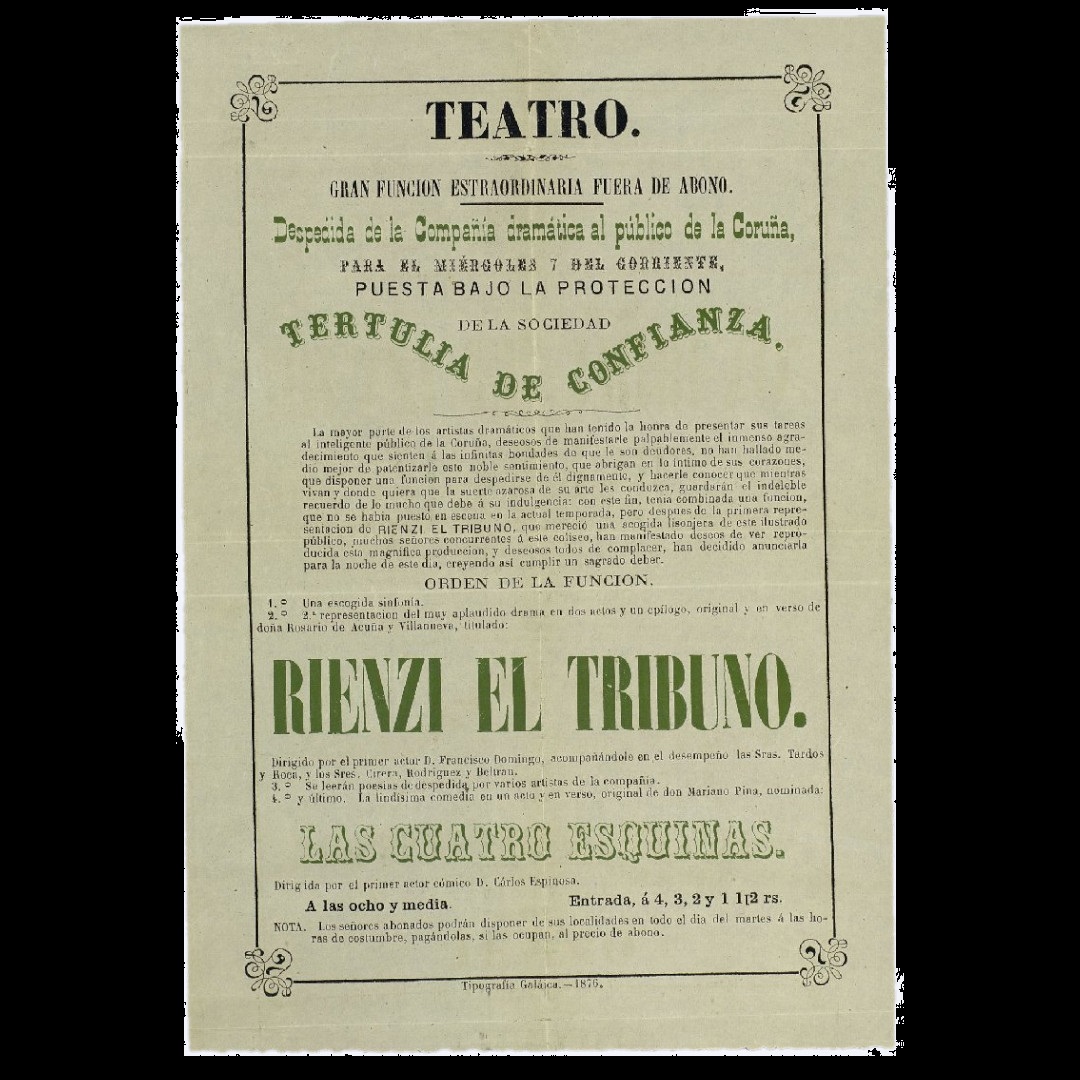 TEATRO.
GRAN FUNCION ESTRAORDINARIA FUERA DE ABONO.
Despedida de la Compañía dramática al público de la Coruña,
PARA EL MIÉRCOLES 7 DEL CORRIENTE,
PUESTA BAJO LA PROTECCION
DE LA SOCIEDAD
TERTULIA DE CONFIANZA.
La mayor parte de los artistas dramáticos que han tenido la honra de presentar sus tareas
al inteligente público de la Coruña, deseosos de manifestarle palpablemente el inmenso agra-
decimiento que sienten á las infinitas bondades de que le son deudores, no han hallado me-
dio mejor de patentizarle este noble sentimiento, que abrigan en lo íntimo de sus corazones,
que disponer una funcion para despedirse de él dignamente, y hacerle conocer que mientras
vivan y donde quiera que la suerte azarosa de su arte les conduzca, guardarán el indeleble
recuerdo de lo mucho que debe á su indulgencia: con este fin, tenia combinada una funcion,
que no se habia puesto en escena en la actual temporada, pero despues de la primera repre-
sentacion de RIENZI EL TRIBUNO, que mereció una acogida lisonjera de este ilustrado
público, muchos señores concurrentes á este coliseo, han manifestado deseos de ver repro-
ducida esta magnífica produccion, y deseosos todos de complacer, han decidido anunciarla
para la noche de este dia, creyendo así cumplir un sagrado deber.
ORDEN DE LA FUNCION.
1.º Una escogida sinfonía.
2.º 2.ª representacion del muy aplaudido drama en dos actos y un epílogo, original y en verso de
doña Rosario de Acuña y Villanueva, titulado:
RIENZI EL TRIBUNO.
Dirigido por el primer actor D. Francisco Domingo, acompañándole en el desempeño las Sras. Tardos
y Roca, y los Sres. Cirera, Rodriguez y Beltran.
3.º Se leerán poesías de despedida por varios artistas de la compañía.
4.º y último. La lindísima comedia en un acto y en verso, original de don Mariano Pina, nominada:
LAS CUATRO ESQUINAS.
Dirigida por el primer actor cómico D. Cárlos Espinosa.
A las ocho y media. Entrada, á 4, 3, 2 y 1 1¡2 rs.
NOTA. Los señores abonados podrán disponer de sus localidades en todo el dia del martes á las ho-
ras de costumbre, pagándolas, si las ocupan, al precio de abono.
Tipografía Galáica.—1876.